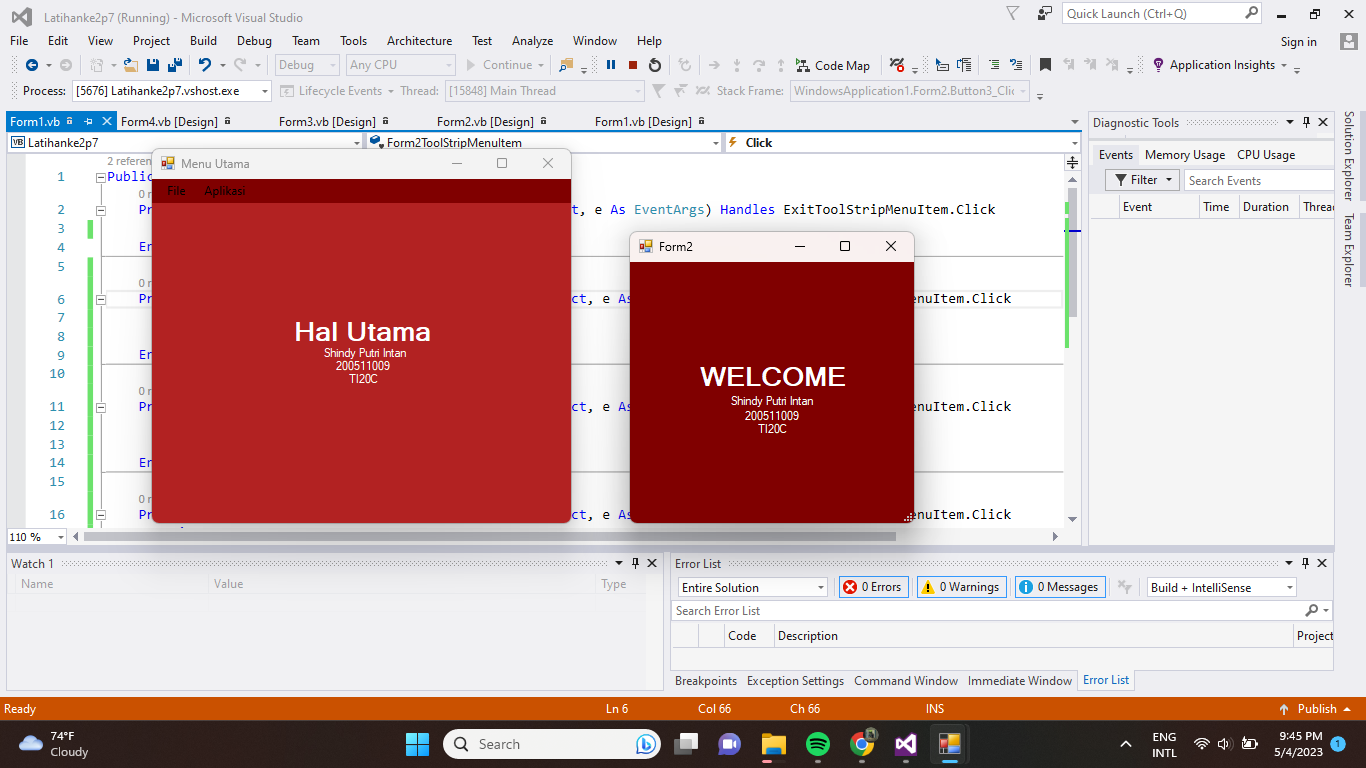 Latihanke2p7 (Running) - Microsoft Visual Studio
Quick Launch (Ctrl+Q)
File Edit View Project Build Debug Team Tools Architecture Test Analyze Window Help
Sign in
Debug Any CPU Continue Code Map Application Insights
Process: [5676] Latihanke2p7.vshost.exe Lifecycle Events Thread: [15848] Main Thread Stack Frame: WindowsApplication1.Form2.Button3_Clic
Form1.vb Form4.vb [Design] Form3.vb [Design] Form2.vb [Design] Form1.vb [Design]
Latihanke2p7 Form2ToolStripMenuItem Click
2 referen
1 Public
0 r
2 Pr t, e As EventArgs) Handles ExitToolStripMenuItem.Click
3
4 En
5
0 r
6 Pr ct, e As enuItem.Click
7
8
9 En
10
0 r
11 Pr ct, e As enuItem.Click
12
13
14 En
15
0 r
16 Pr ct, e As enuItem.Click
110 %
Menu Utama
File Aplikasi
Hal Utama
Shindy Putri Intan
200511009
TI20C
Form2
WELCOME
Shindy Putri Intan
200511009
TI20C
Diagnostic Tools
Events Memory Usage CPU Usage
Filter Search Events
Event Time Duration Threa
Solution Explorer
Team Explorer
Watch 1
Name Value Type
Error List
Entire Solution 0 Errors 0 Warnings 0 Messages Build + IntelliSense
Search Error List
Code Description Project
Breakpoints Exception Settings Command Window Immediate Window Error List
Ready Ln 6 Col 66 Ch 66 INS Publish
74°F
Cloudy
Search
ENG
INTL
9:45 PM
5/4/2023
1